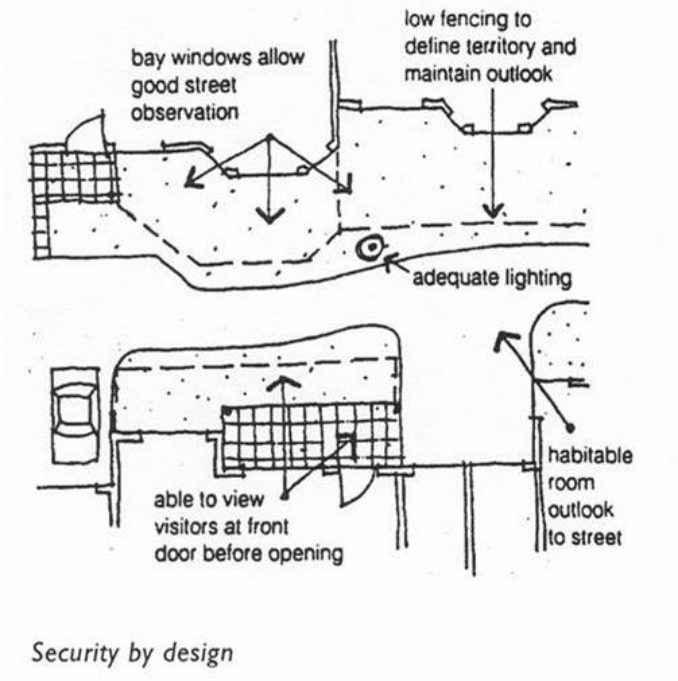 low fencing to
define territory and
maintain outlook
bay windows allow
good street
observation
adequate lighting
habitable
room
outlook
to street
able to view
visitors at front
door before opening
Security by design